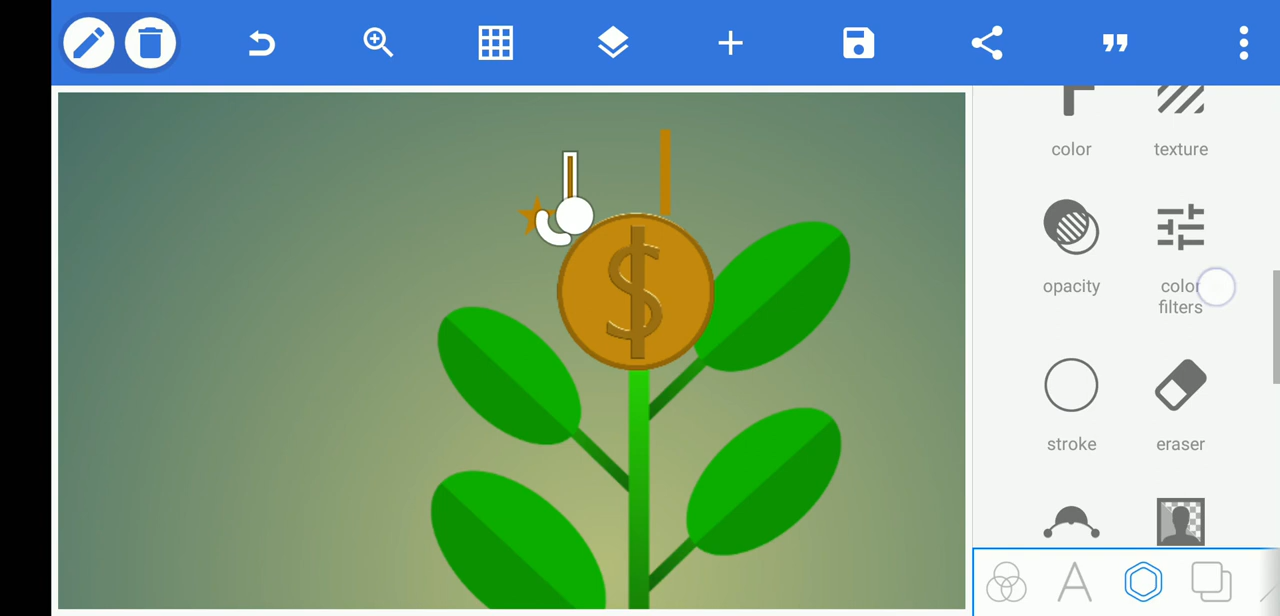 color
texture
opacity
color
filters
stroke
eraser
$
A